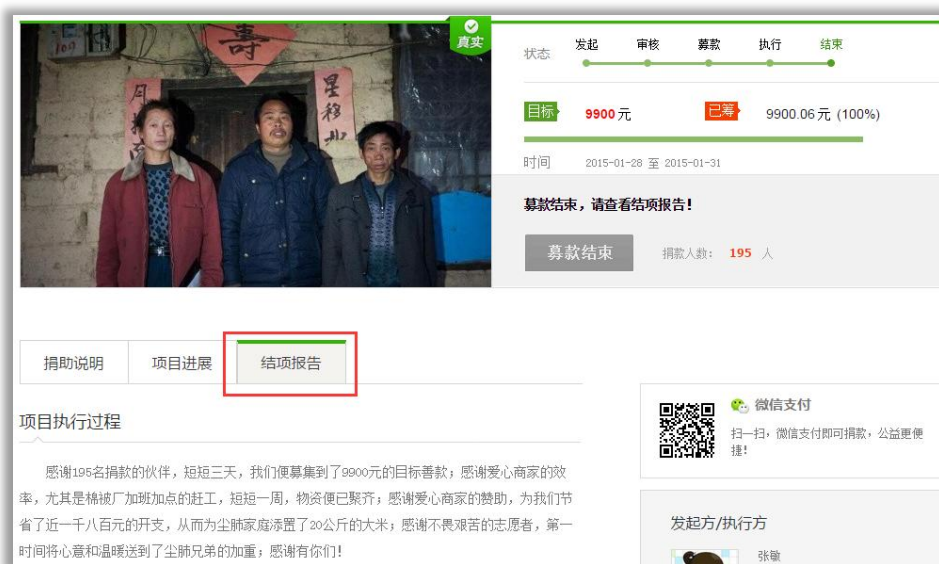 寿
100
真实
星移
月
北
状态
发起 审核 募款 执行 结束
目标 9900 元 已筹 9900.06 元 (100%)
时间 2015-01-28 至 2015-01-31
募款结束，请查看结项报告！
募款结束 捐款人数： 195 人
捐助说明 项目进展 结项报告
项目执行过程
感谢195名捐款的伙伴，短短三天，我们便募集到了9900元的目标善款；感谢爱心商家的效
率，尤其是棉被厂加班加点的赶工，短短一周，物资便已聚齐；感谢爱心商家的赞助，为我们节
省了近一千八百元的开支，从而为尘肺家庭添置了20公斤的大米；感谢不畏艰苦的志愿者，第一
时间将心意和温暖送到了尘肺兄弟的加重；感谢有你们！
微信支付
扫一扫，微信支付即可捐款，公益更便
捷！
发起方/执行方
张敏